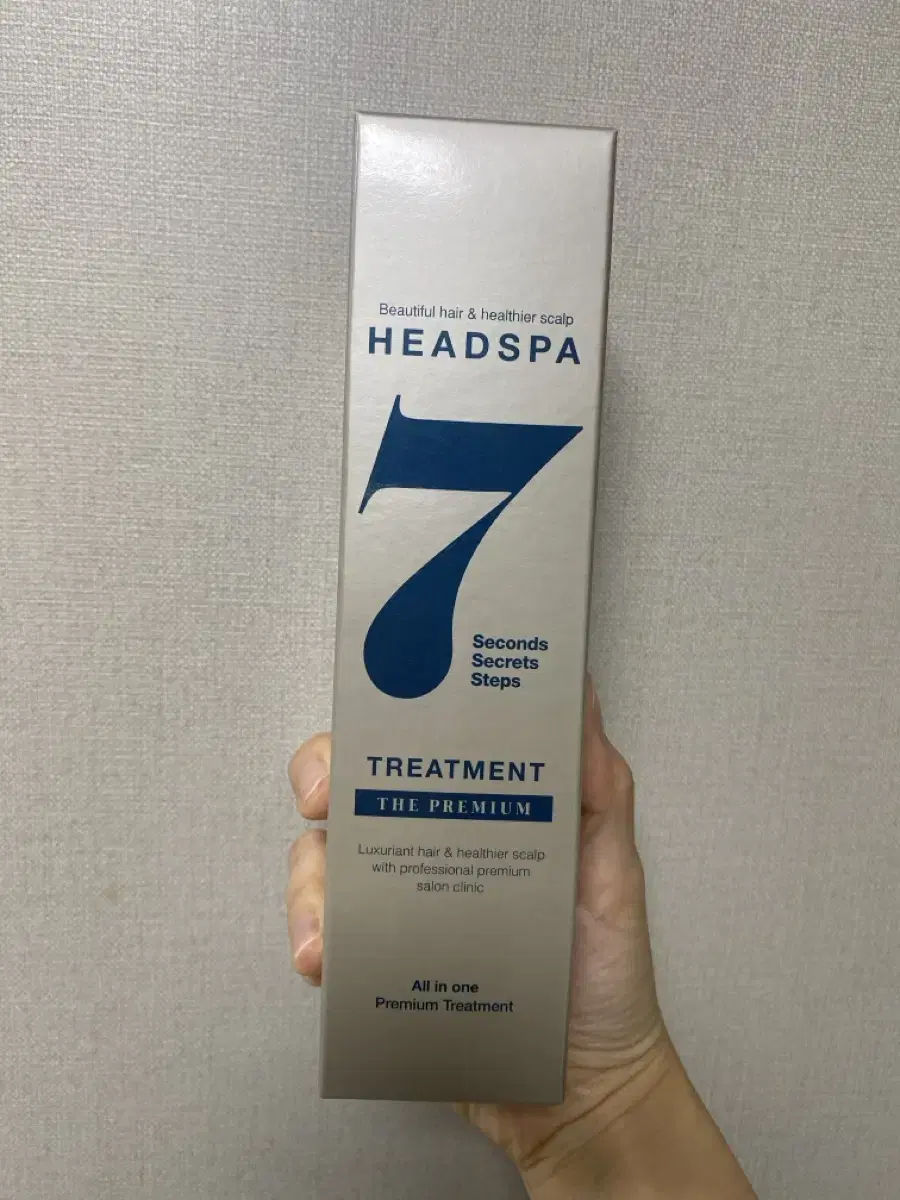 Beautiful hair & healthier scalp
HEADSPA
7
Seconds
Secrets
Steps
TREATMENT
THE PREMIUM
Luxuriant hair & healthier scalp
with professional premium
salon clinic
All in one
Premium Treatment